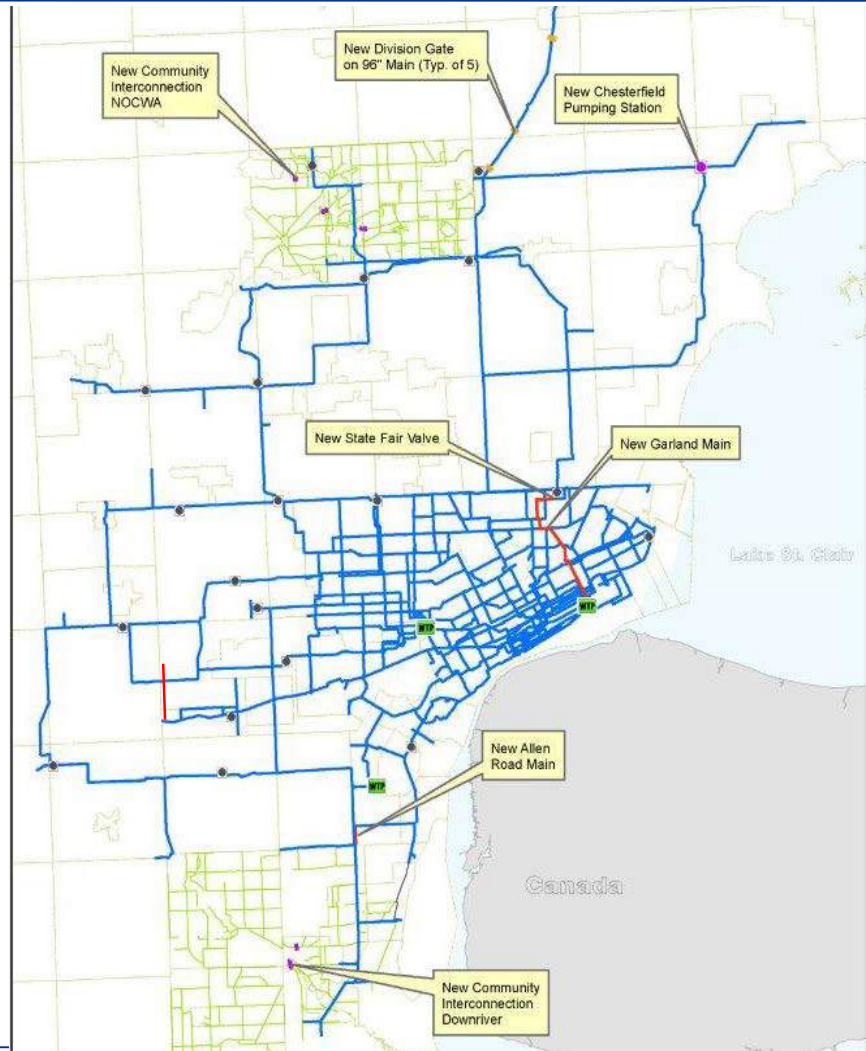 New Division Gate
on 96" Main (Typ. of 5)
New Community
Interconnection
NOCWA
New Chesterfield
Pumping Station
New State Fair Valve
New Garland Main
Lake St. Clair
WTP
WTP
New Allen
Road Main
WTP
Canada
New Community
Interconnection
Downriver